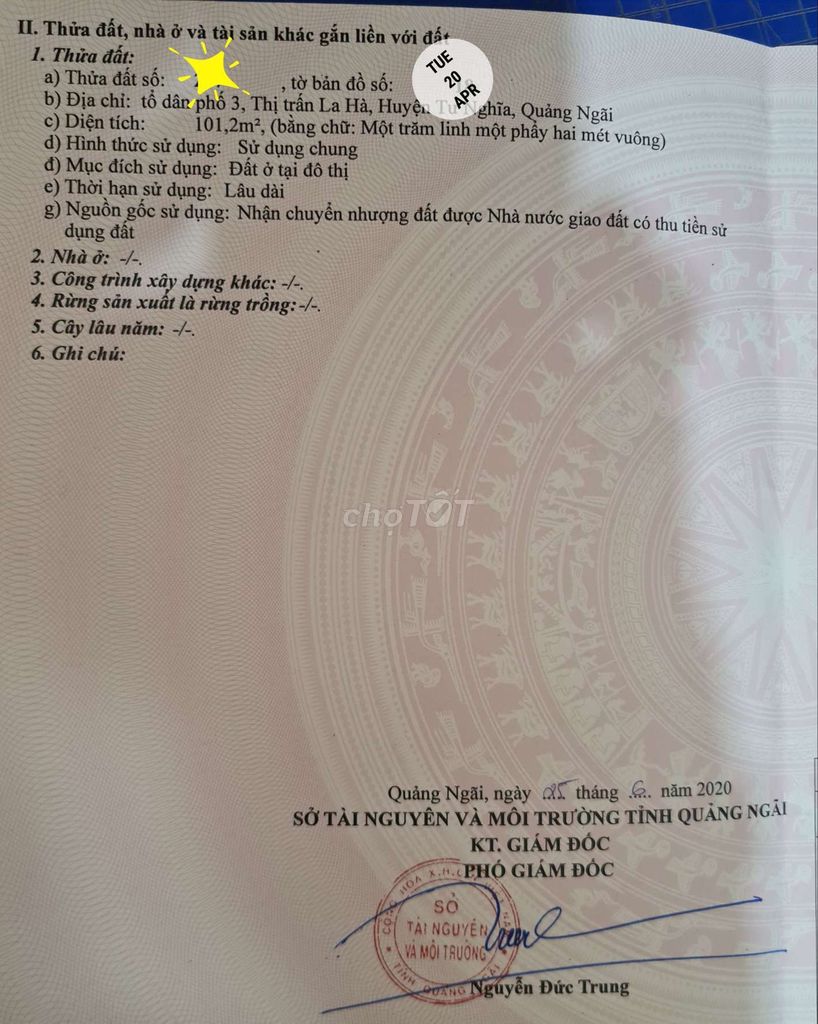 II. Thửa đất, nhà ở và tài sản khác gắn liền với đất
1. Thửa đất:
a) Thửa đất số: , tờ bản đồ số:
TUE
20
APR
b) Địa chỉ: tổ dân phố 3, Thị trấn La Hà, Huyện Tư Nghĩa, Quảng Ngãi
c) Diện tích: 101,2m², (bằng chữ: Một trăm linh một phẩy hai mét vuông)
d) Hình thức sử dụng: Sử dụng chung
đ) Mục đích sử dụng: Đất ở tại đô thị
e) Thời hạn sử dụng: Lâu dài
g) Nguồn gốc sử dụng: Nhận chuyển nhượng đất được Nhà nước giao đất có thu tiền sử
dụng đất
2. Nhà ở: -/-.
3. Công trình xây dựng khác: -/-.
4. Rừng sản xuất là rừng trồng: -/-.
5. Cây lâu năm: -/-.
6. Ghi chú:
chợTỐT
Quảng Ngãi, ngày 25 tháng 6 năm 2020
SỞ TÀI NGUYÊN VÀ MÔI TRƯỜNG TỈNH QUẢNG NGÃI
KT. GIÁM ĐỐC
PHÓ GIÁM ĐỐC
SỞ
TÀI NGUYÊN
VÀ MÔI TRƯỜNG
TỈNH QUẢNG NGÃI
Nguyễn Đức Trung